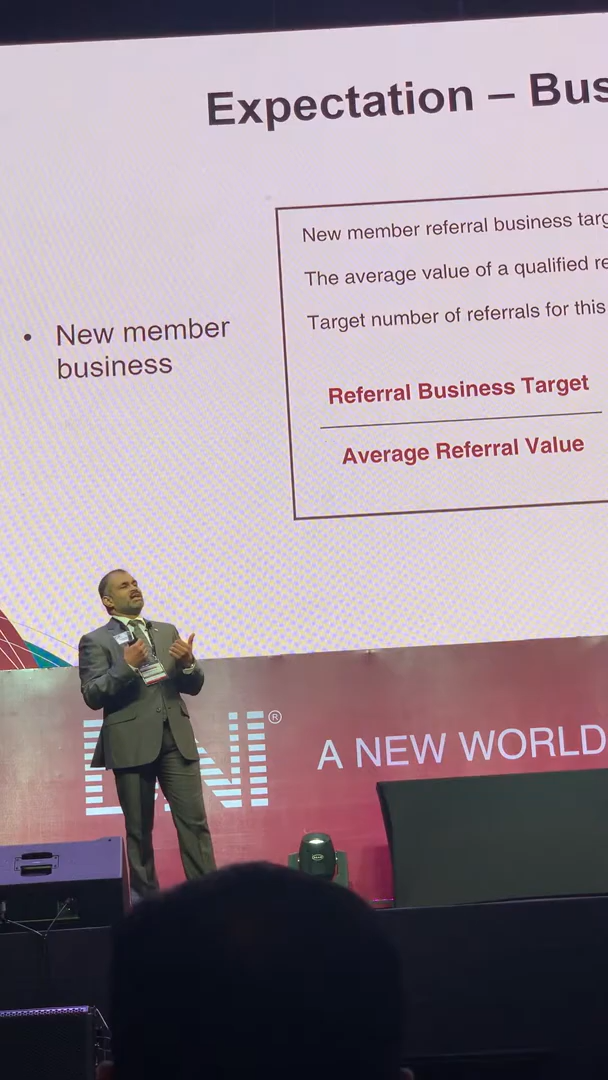 Expectation – Bus
New member referral business targ
The average value of a qualified re
Target number of referrals for this
• New member
business
Referral Business Target
Average Referral Value
BNI®
A NEW WORLD